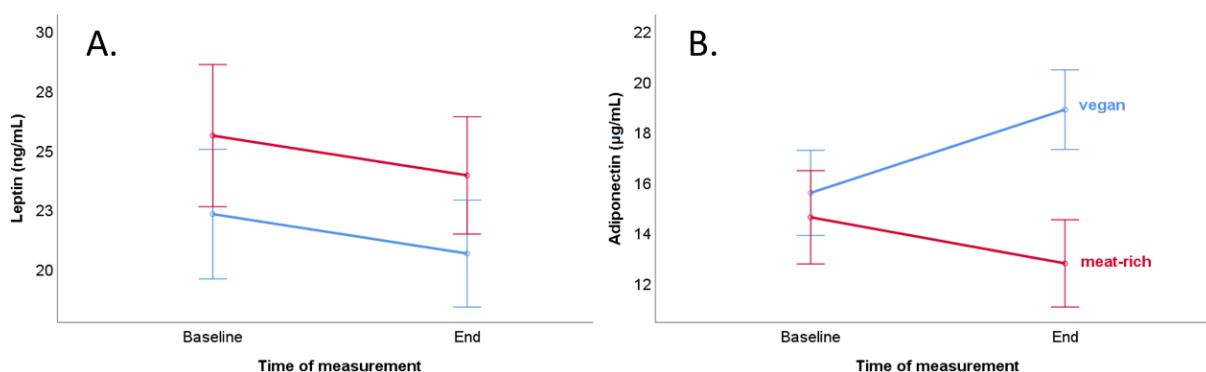 A.
Leptin (ng/mL)
30
28
25
23
20
Baseline
End
Time of measurement
B.
Adiponectin (µg/mL)
22
20
18
16
14
12
vegan
meat-rich
Baseline
End
Time of measurement